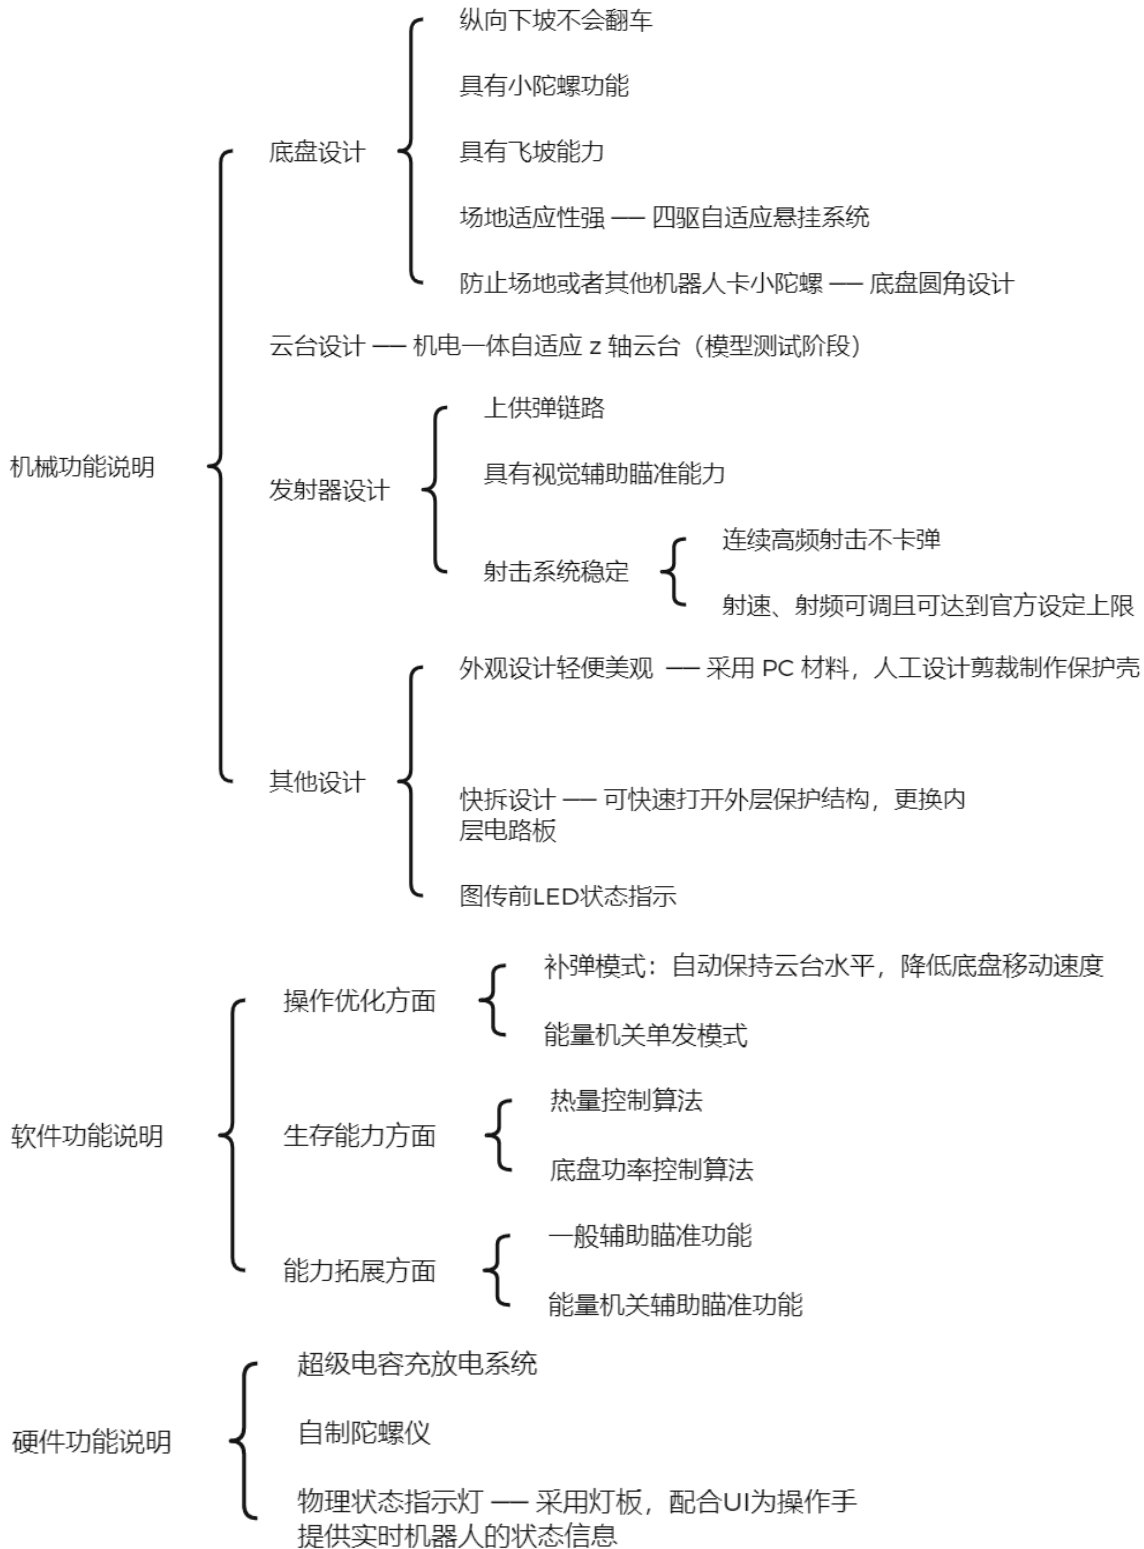 纵向下坡不会翻车
具有小陀螺功能
底盘设计
具有飞坡能力
场地适应性强 — 四驱自适应悬挂系统
防止场地或者其他机器人卡小陀螺 — 底盘圆角设计
云台设计 — 机电一体自适应 z 轴云台（模型测试阶段）
上供弹链路
机械功能说明
具有视觉辅助瞄准能力
发射器设计
连续高频射击不卡弹
射击系统稳定
射速、射频可调且可达到官方设定上限
外观设计轻便美观 — 采用 PC 材料，人工设计剪裁制作保护壳
其他设计
快拆设计 — 可快速打开外层保护结构，更换内
层电路板
图传前LED状态指示
补弹模式：自动保持云台水平，降低底盘移动速度
操作优化方面
能量机关单发模式
热量控制算法
软件功能说明
生存能力方面
底盘功率控制算法
一般辅助瞄准功能
能力拓展方面
能量机关辅助瞄准功能
超级电容充放电系统
硬件功能说明
自制陀螺仪
物理状态指示灯 — 采用灯板，配合UI为操作手
提供实时机器人的状态信息